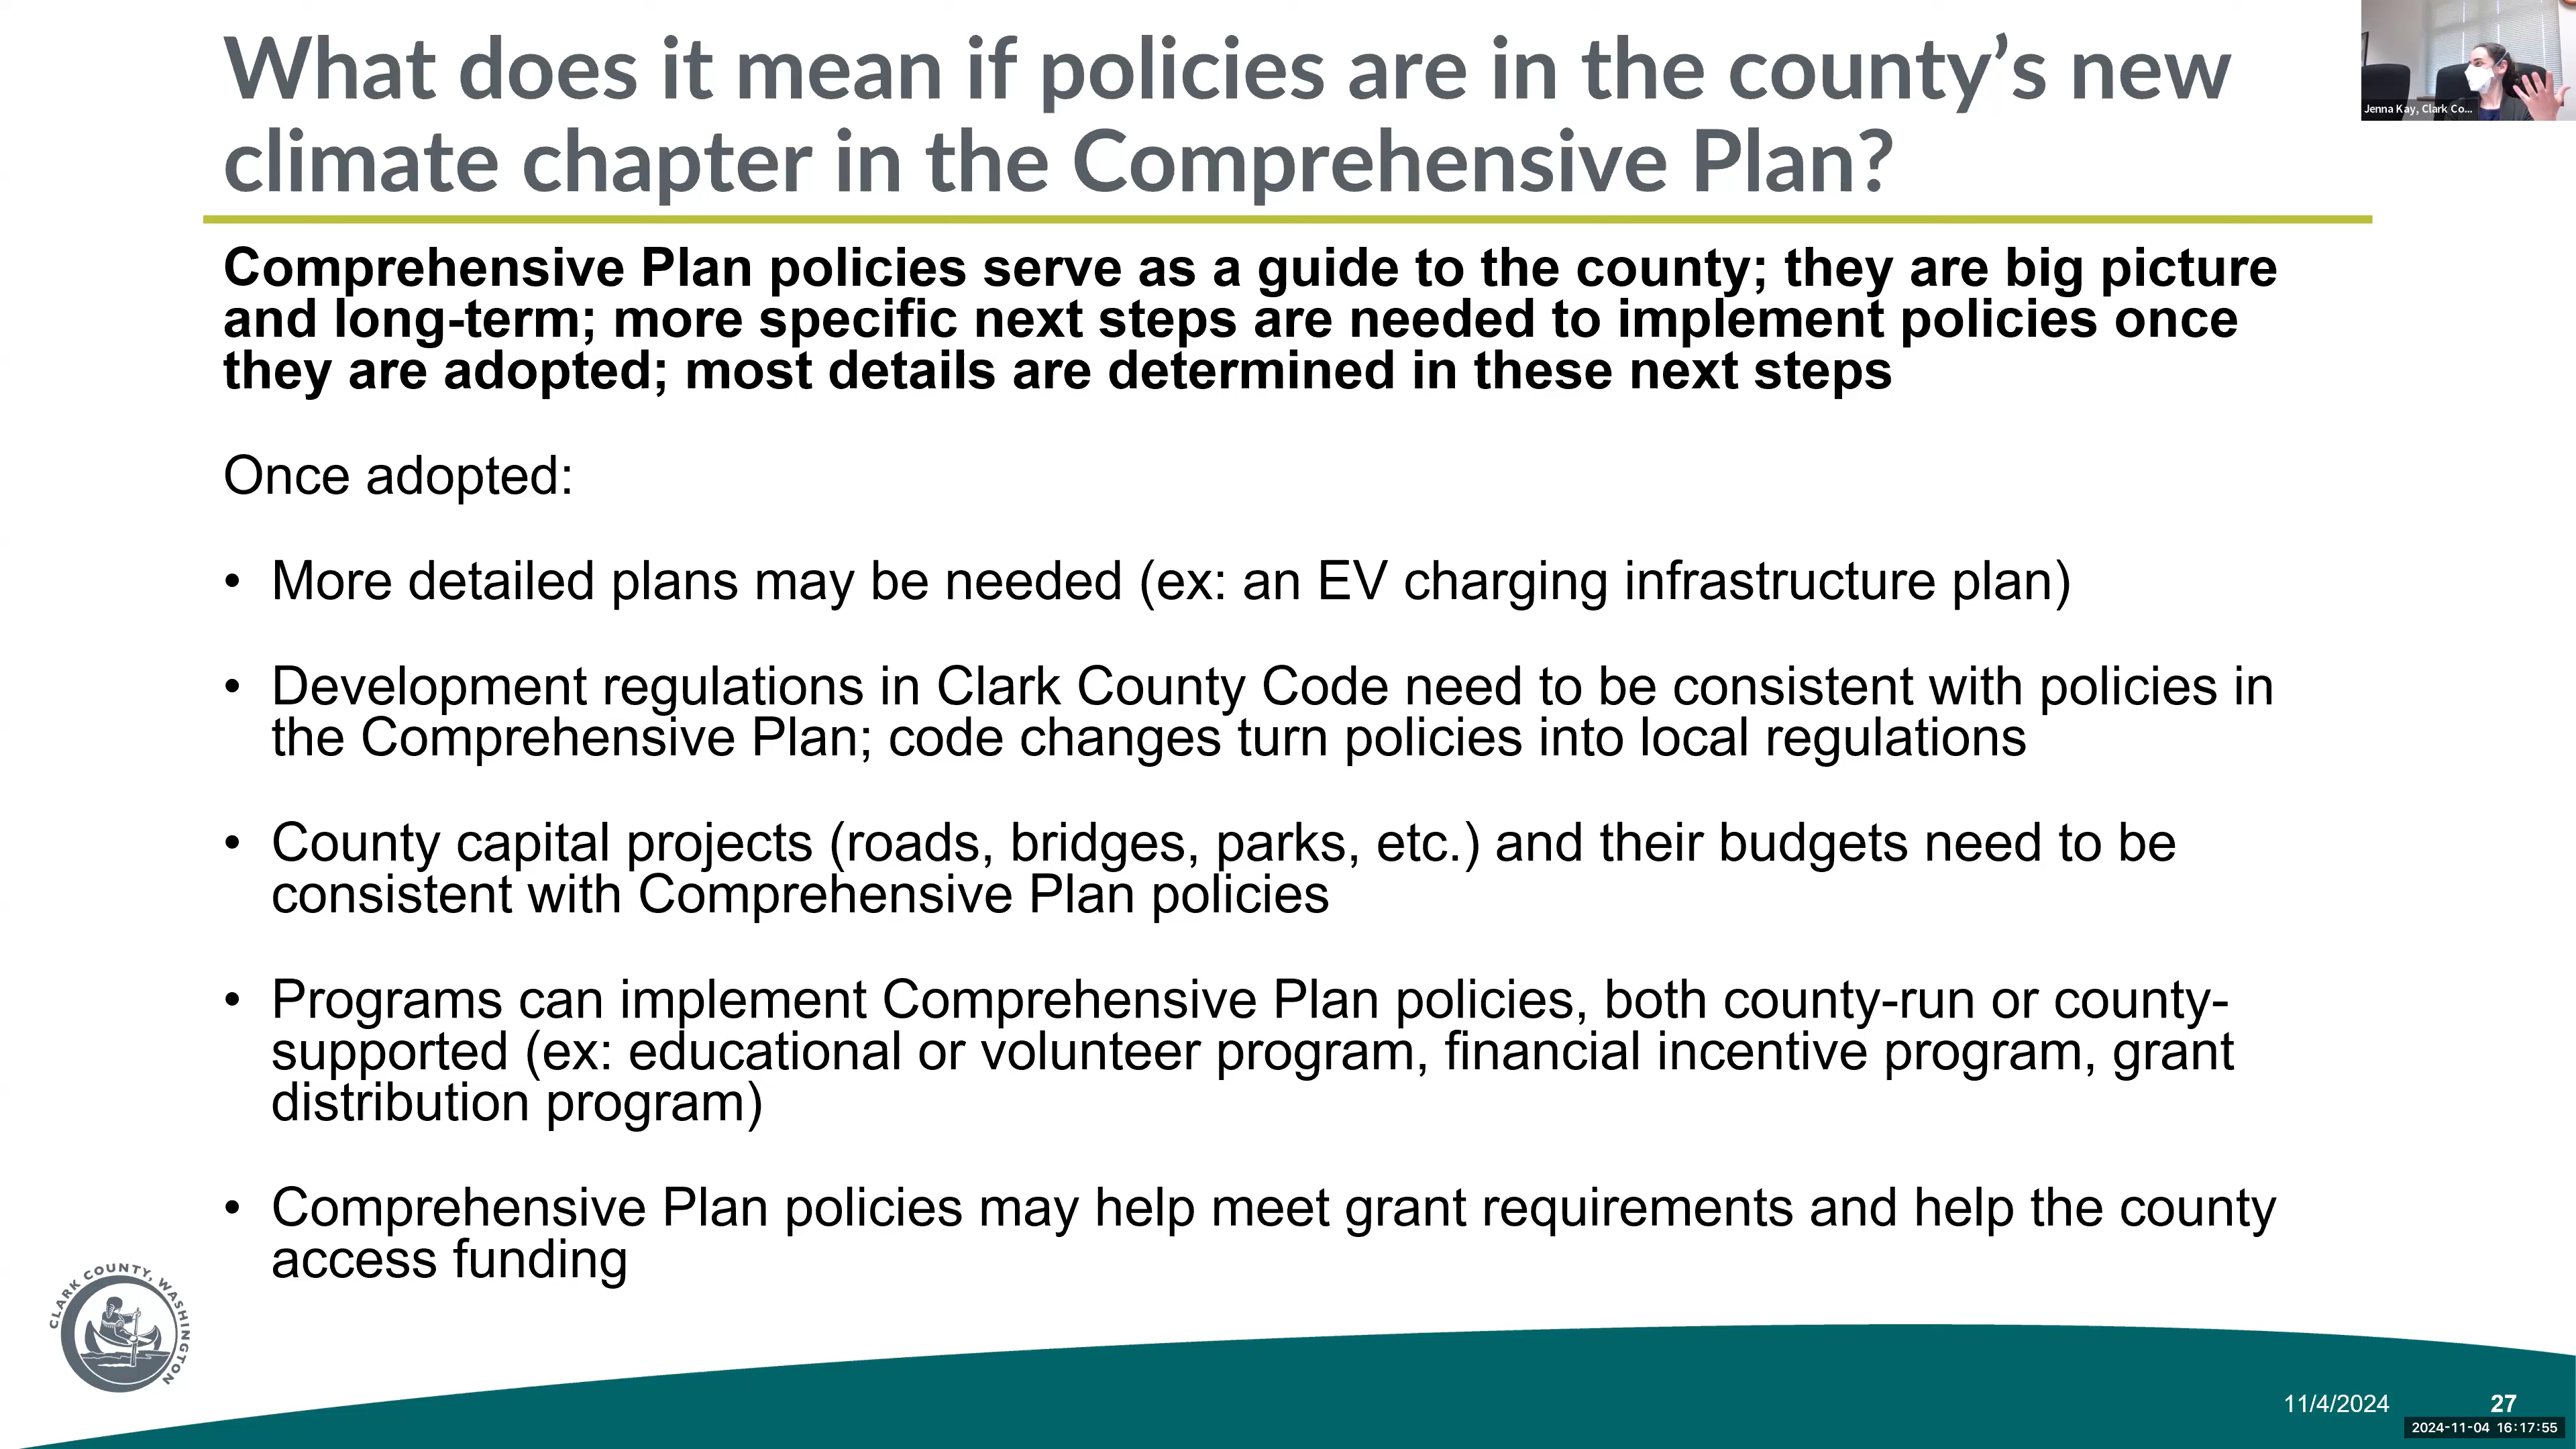 What does it mean if policies are in the county’s new
climate chapter in the Comprehensive Plan?
Jenna Kay, Clark Co...
Comprehensive Plan policies serve as a guide to the county; they are big picture
and long-term; more specific next steps are needed to implement policies once
they are adopted; most details are determined in these next steps
Once adopted:
• More detailed plans may be needed (ex: an EV charging infrastructure plan)
• Development regulations in Clark County Code need to be consistent with policies in
the Comprehensive Plan; code changes turn policies into local regulations
• County capital projects (roads, bridges, parks, etc.) and their budgets need to be
consistent with Comprehensive Plan policies
• Programs can implement Comprehensive Plan policies, both county-run or county-
supported (ex: educational or volunteer program, financial incentive program, grant
distribution program)
• Comprehensive Plan policies may help meet grant requirements and help the county
access funding
CLARK COUNTY, WASHINGTON
11/4/2024
27
2024-11-04 16:17:55